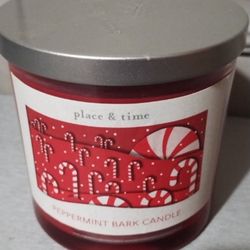 place & time
PEPPERMINT BARK CANDLE